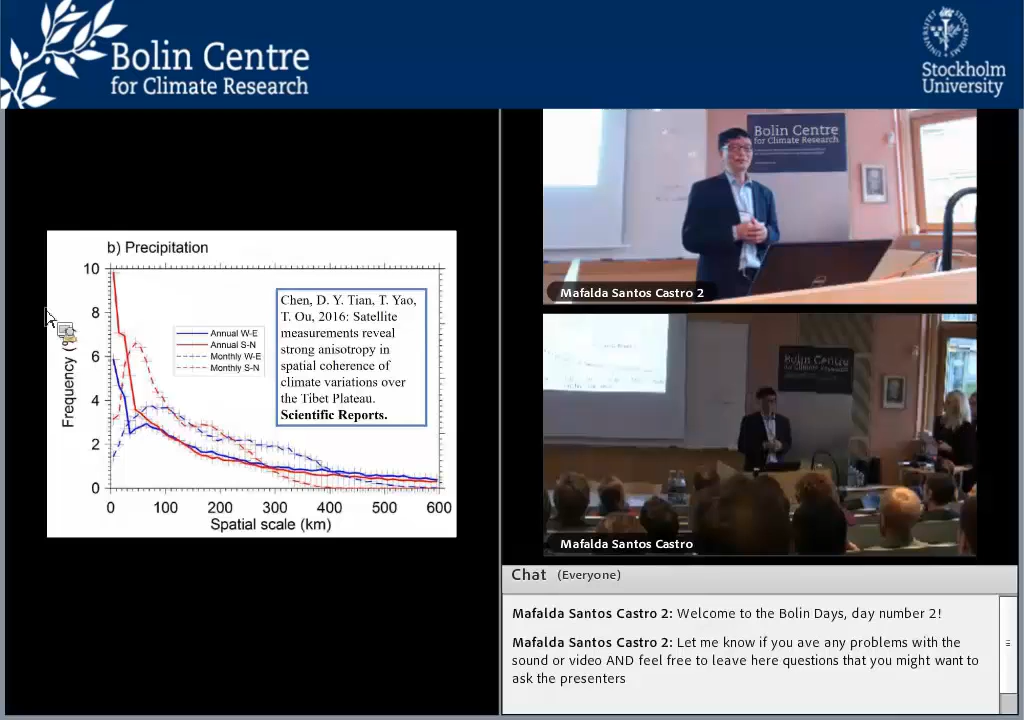 Bolin Centre
for Climate Research
Stockholm
University
b) Precipitation
10
8
6
4
2
0
Frequency (
Annual W-E
Annual S-N
Monthly W-E
Monthly S-N
Chen, D. Y. Tian, T. Yao,
T. Ou, 2016: Satellite
measurements reveal
strong anisotropy in
spatial coherence of
climate variations over
the Tibet Plateau.
Scientific Reports.
0 100 200 300 400 500 600
Spatial scale (km)
Bolin Centre
for Climate Research
Mafalda Santos Castro 2
Bolin Centre
for Climate Research
Mafalda Santos Castro
Chat (Everyone)
Mafalda Santos Castro 2: Welcome to the Bolin Days, day number 2!
Mafalda Santos Castro 2: Let me know if you ave any problems with the
sound or video AND feel free to leave here questions that you might want to
ask the presenters